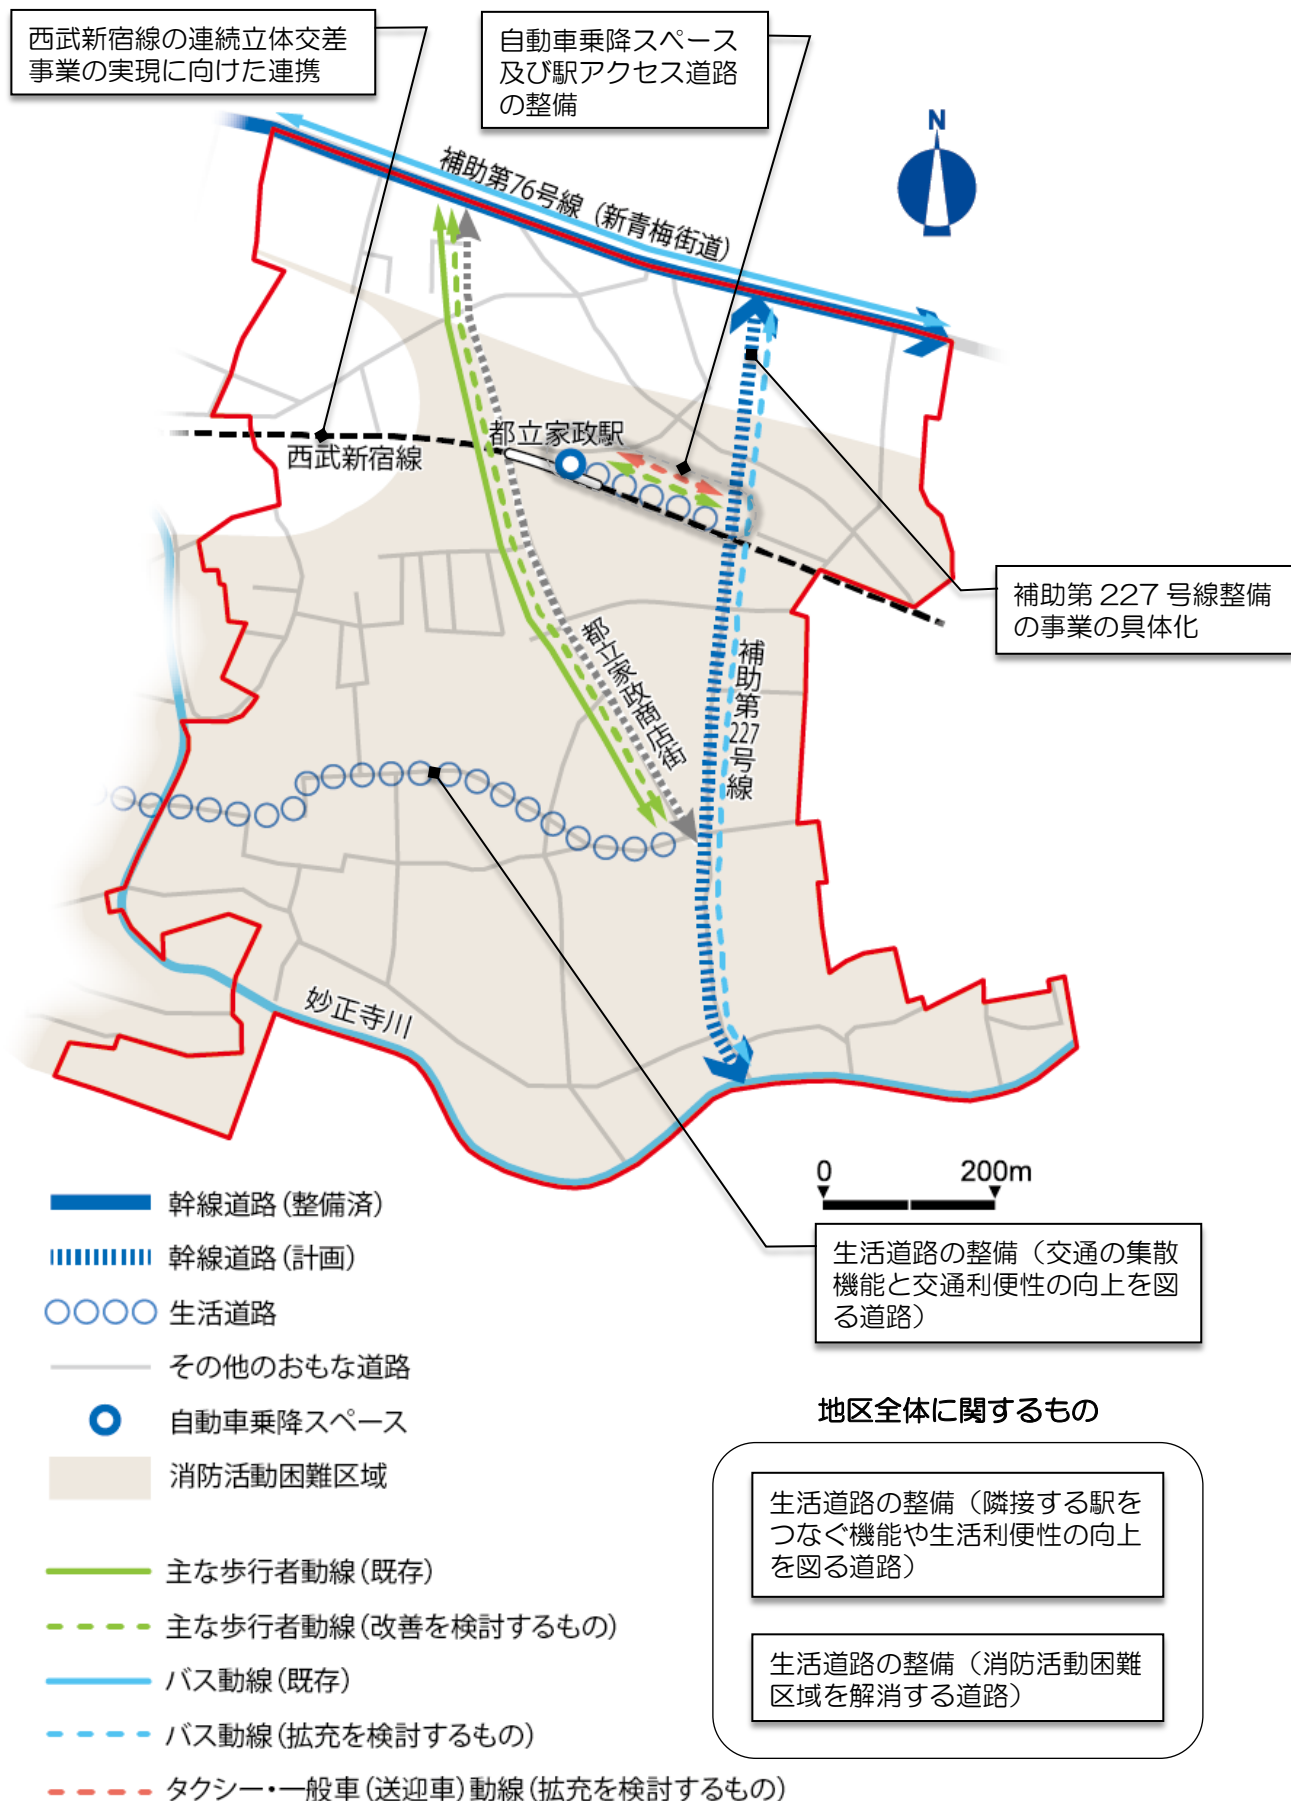 西武新宿線の連続立体交差
事業の実現に向けた連携
自動車乗降スペース
及び駅アクセス道路
の整備
N
補助第76号線（新青梅街道）
都立家政駅
西武新宿線
補助第 227 号線整備
の事業の具体化
都立家政商店街
補助第227号線
妙正寺川
0 200m
幹線道路（整備済）
幹線道路（計画）
生活道路
その他のおもな道路
自動車乗降スペース
消防活動困難区域
主な歩行者動線（既存）
主な歩行者動線（改善を検討するもの）
バス動線（既存）
バス動線（拡充を検討するもの）
タクシー・一般車（送迎車）動線（拡充を検討するもの）
生活道路の整備（交通の集散
機能と交通利便性の向上を図
る道路）
地区全体に関するもの
生活道路の整備（隣接する駅を
つなぐ機能や生活利便性の向上
を図る道路）
生活道路の整備（消防活動困難
区域を解消する道路）